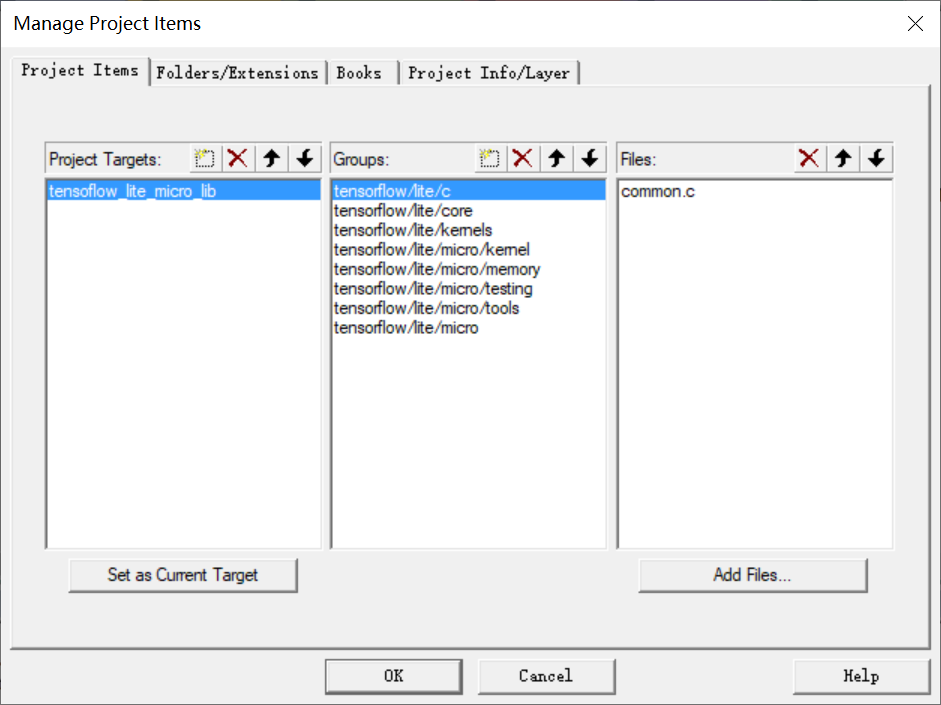 Manage Project Items
Project Items Folders/Extensions Books Project Info/Layer
Project Targets: Groups: Files:
tensoflow_lite_micro_lib tensorflow/lite/c common.c
tensorflow/lite/core
tensorflow/lite/kernels
tensorflow/lite/micro/kernel
tensorflow/lite/micro/memory
tensorflow/lite/micro/testing
tensorflow/lite/micro/tools
tensorflow/lite/micro
Set as Current Target Add Files...
OK Cancel Help